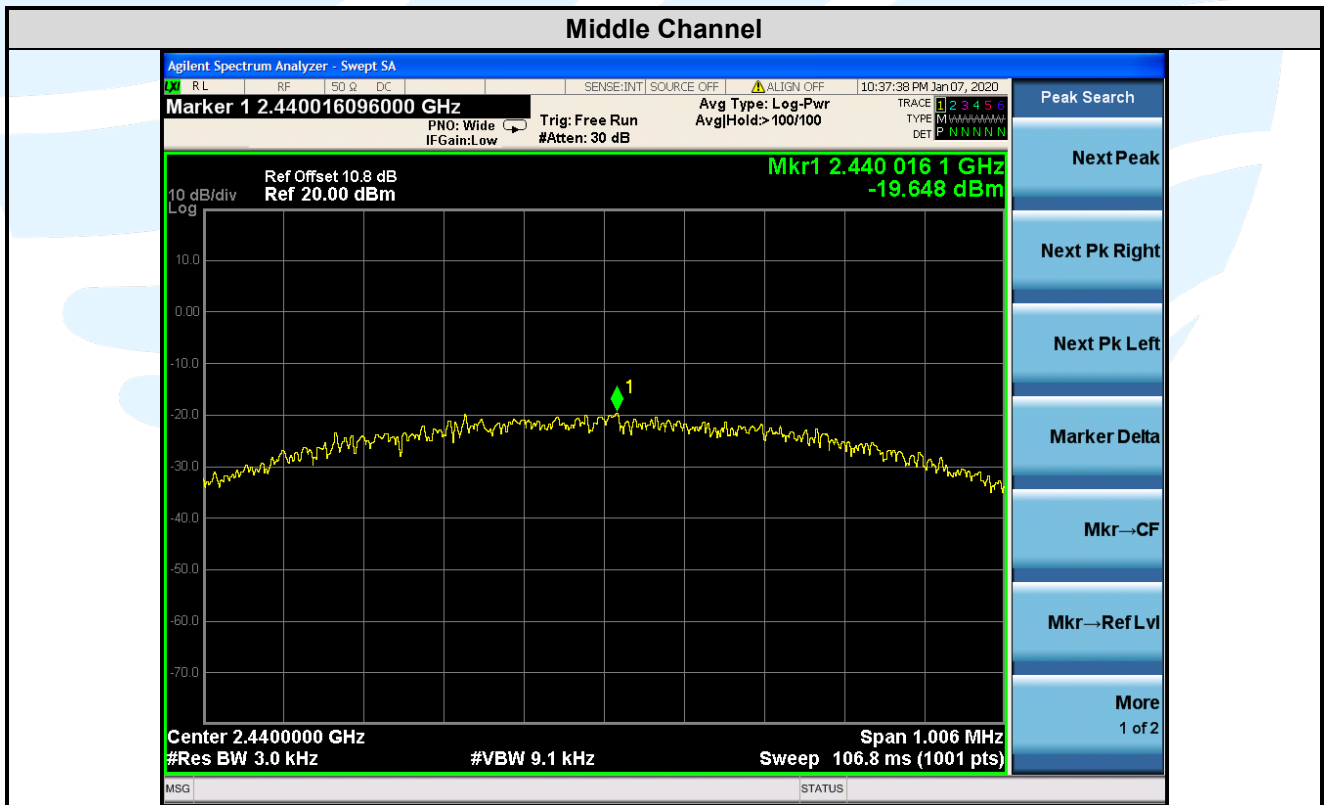 Middle Channel
Agilent Spectrum Analyzer - Swept SA
LXI RL RF 50 Ω DC SENSE:INT SOURCE OFF ALIGN OFF 10:37:38 PM Jan 07, 2020
Marker 1 2.440016096000 GHz
PNO: Wide
IFGain:Low
Trig: Free Run
#Atten: 30 dB
Avg Type: Log-Pwr
Avg|Hold:> 100/100
TRACE 1 2 3 4 5 6
TYPE M WWWWW
DET P N N N N N
Peak Search
Next Peak
Next Pk Right
Next Pk Left
Marker Delta
Mkr→CF
Mkr→Ref Lvl
More
1 of 2
Mkr1 2.440 016 1 GHz
-19.648 dBm
Ref Offset 10.8 dB
10 dB/div Ref 20.00 dBm
Log
10.0
0.00
-10.0
1
-20.0
-30.0
-40.0
-50.0
-60.0
-70.0
Center 2.4400000 GHz Span 1.006 MHz
#Res BW 3.0 kHz #VBW 9.1 kHz Sweep 106.8 ms (1001 pts)
MSG STATUS